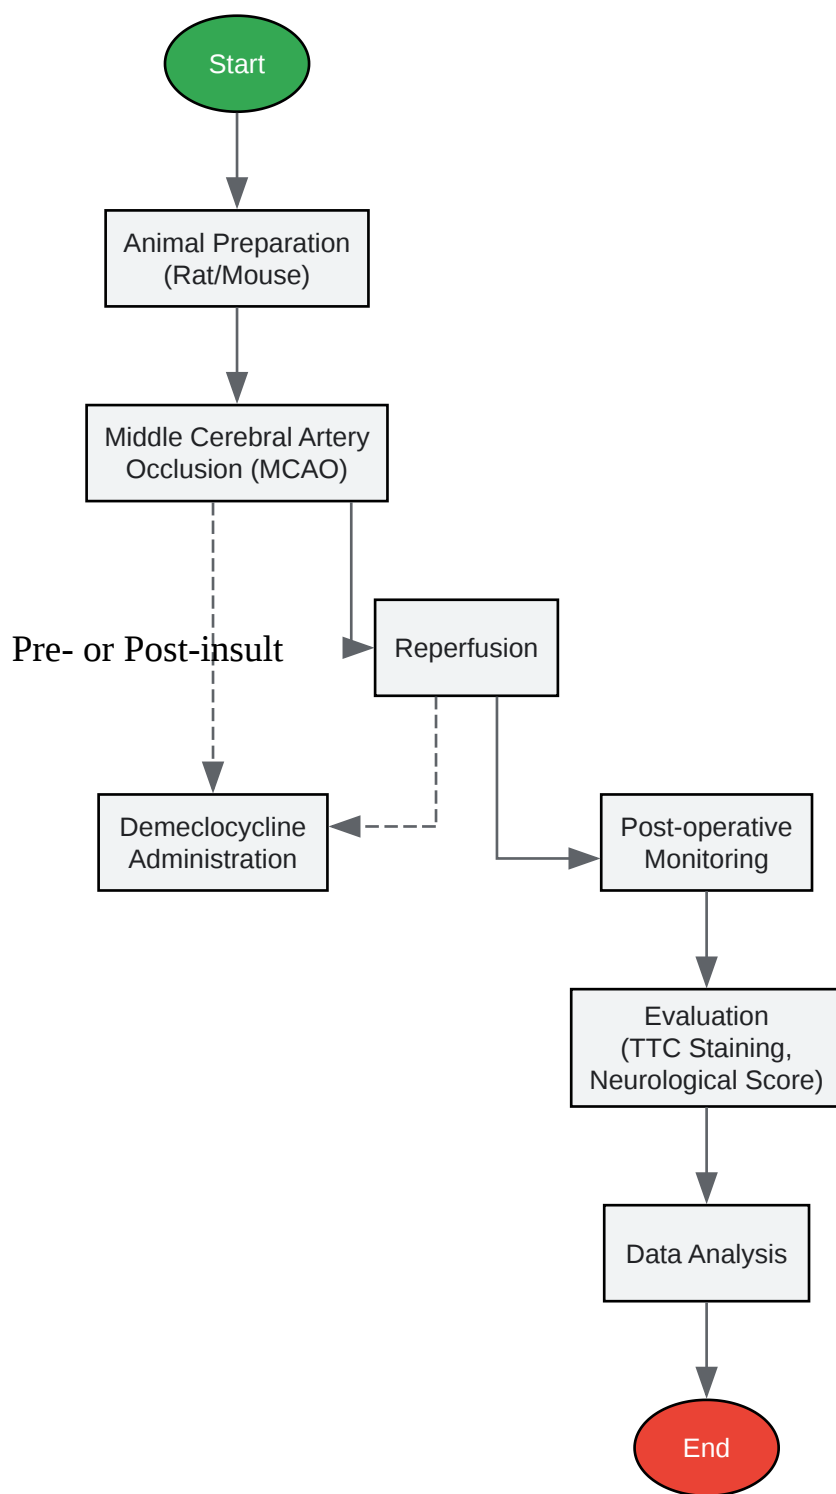 Start
Animal Preparation
(Rat/Mouse)
Middle Cerebral Artery
Occlusion (MCAO)
Pre- or Post-insult
Reperfusion
Demeclocycline
Administration
Post-operative
Monitoring
Evaluation
(TTC Staining,
Neurological Score)
Data Analysis
End